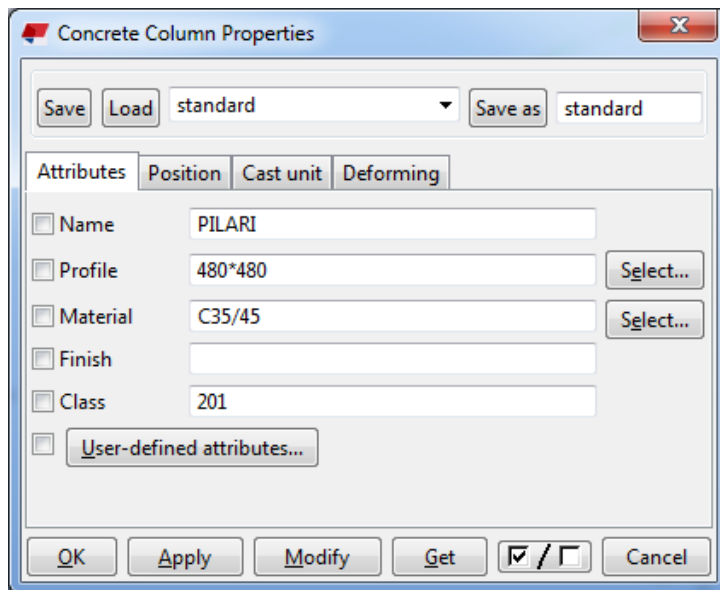 Concrete Column Properties
Save Load standard Save as standard
Attributes Position Cast unit Deforming
Name PILARI
Profile 480*480 Select...
Material C35/45 Select...
Finish
Class 201
User-defined attributes...
OK Apply Modify Get / Cancel